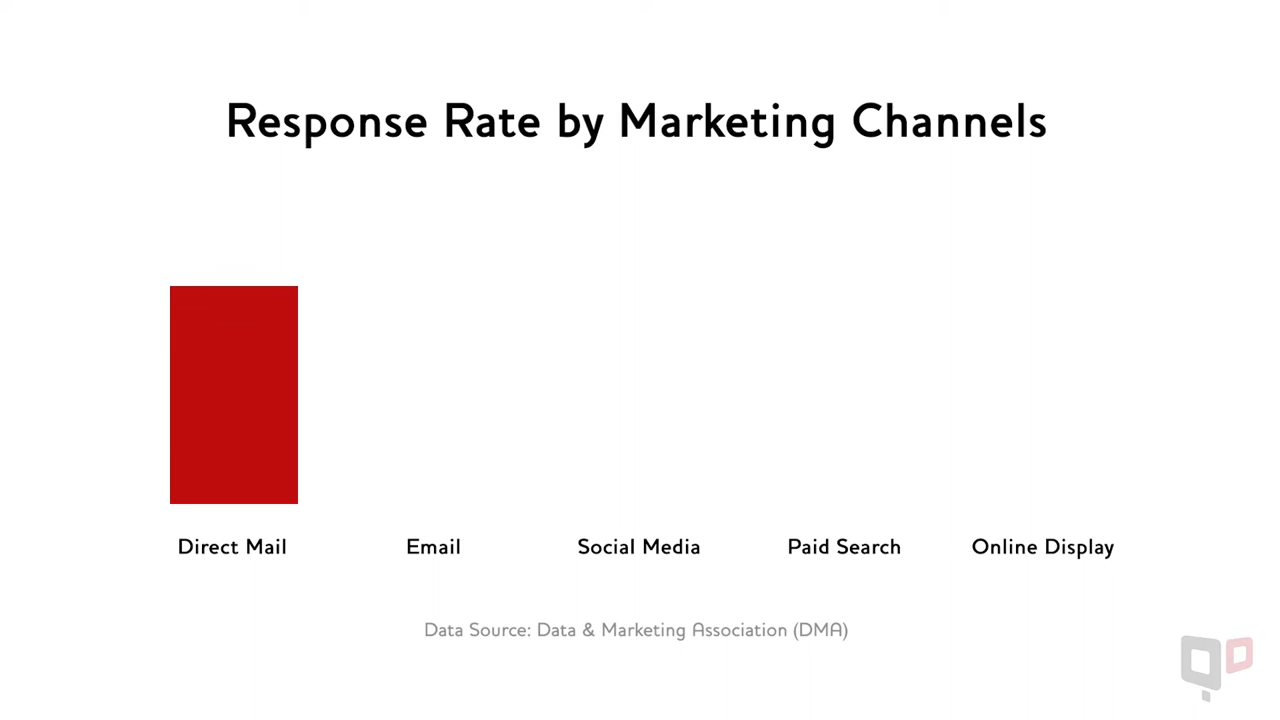 Response Rate by Marketing Channels
Direct Mail
Email
Social Media
Paid Search
Online Display
Data Source: Data & Marketing Association (DMA)